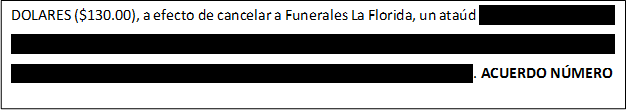 DOLARES ($130.00), a efecto de cancelar a Funerales La Florida, un ataúd
. ACUERDO NÚMERO